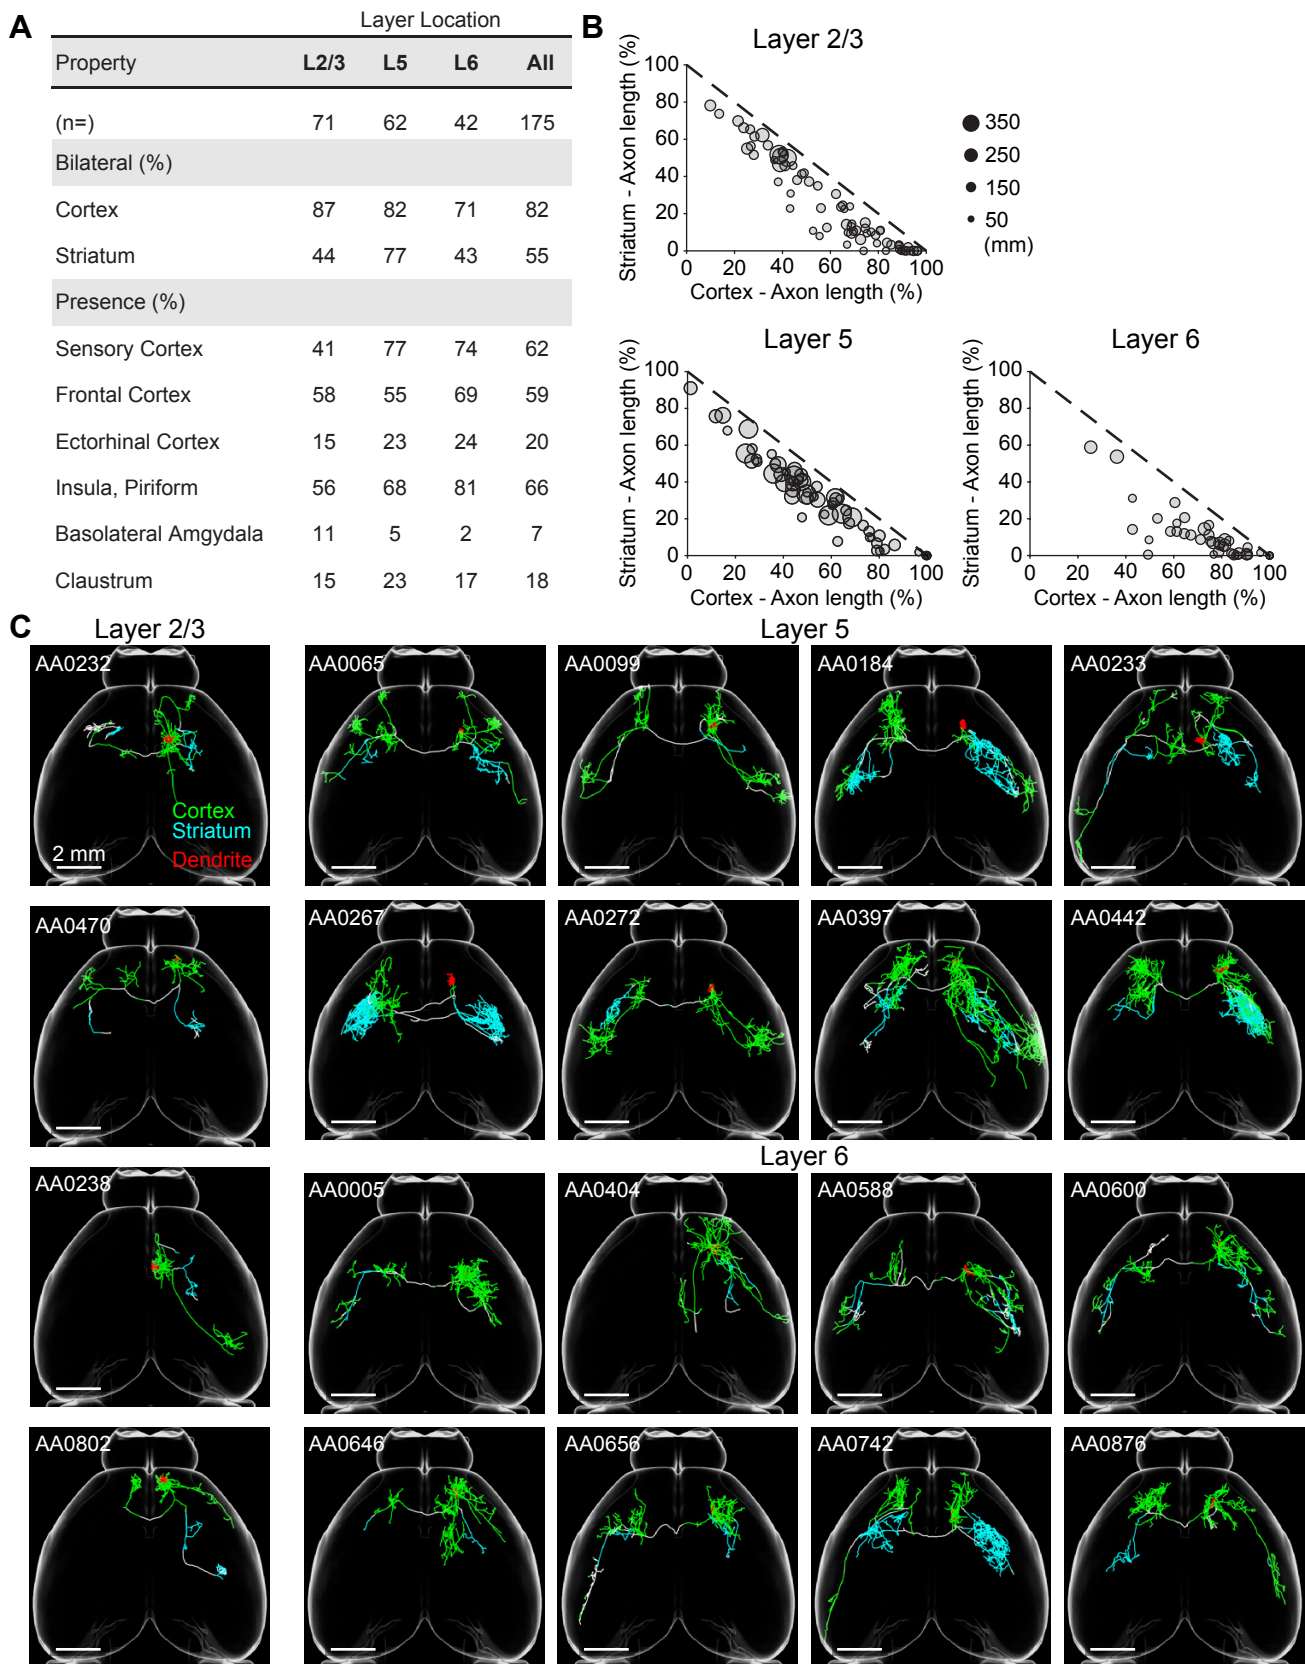 A
Layer Location
Property L2/3 L5 L6 All
(n=) 71 62 42 175
Bilateral (%)
Cortex 87 82 71 82
Striatum 44 77 43 55
Presence (%)
Sensory Cortex 41 77 74 62
Frontal Cortex 58 55 69 59
Ectorhinal Cortex 15 23 24 20
Insula, Piriform 56 68 81 66
Basolateral Amgydala 11 5 2 7
Claustrum 15 23 17 18
B
Layer 2/3
Striatum - Axon length (%)
100
80
60
40
20
0
0 20 40 60 80 100
Cortex - Axon length (%)
350
250
150
50
(mm)
Layer 5
Striatum - Axon length (%)
100
80
60
40
20
0
0 20 40 60 80 100
Cortex - Axon length (%)
Layer 6
Striatum - Axon length (%)
100
80
60
40
20
0
0 20 40 60 80 100
Cortex - Axon length (%)
C
Layer 2/3
Layer 5
AA0232
Cortex
Striatum
Dendrite
2 mm
AA0065
AA0099
AA0184
AA0233
AA0470
AA0267
AA0272
AA0397
AA0442
Layer 6
AA0238
AA0005
AA0404
AA0588
AA0600
AA0802
AA0646
AA0656
AA0742
AA0876